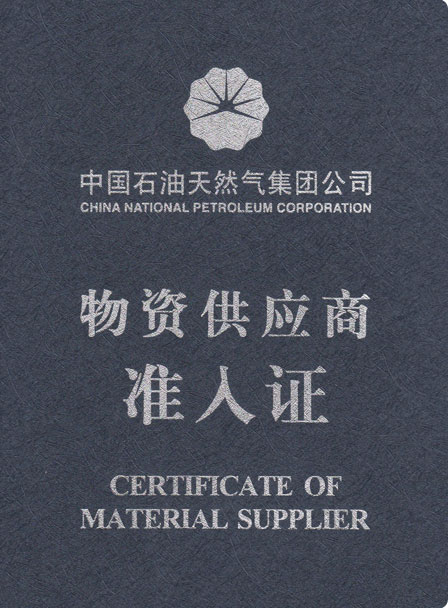 中国石油天然气集团公司
CHINA NATIONAL PETROLEUM CORPORATION
物资供应商
准入证
CERTIFICATE OF
MATERIAL SUPPLIER